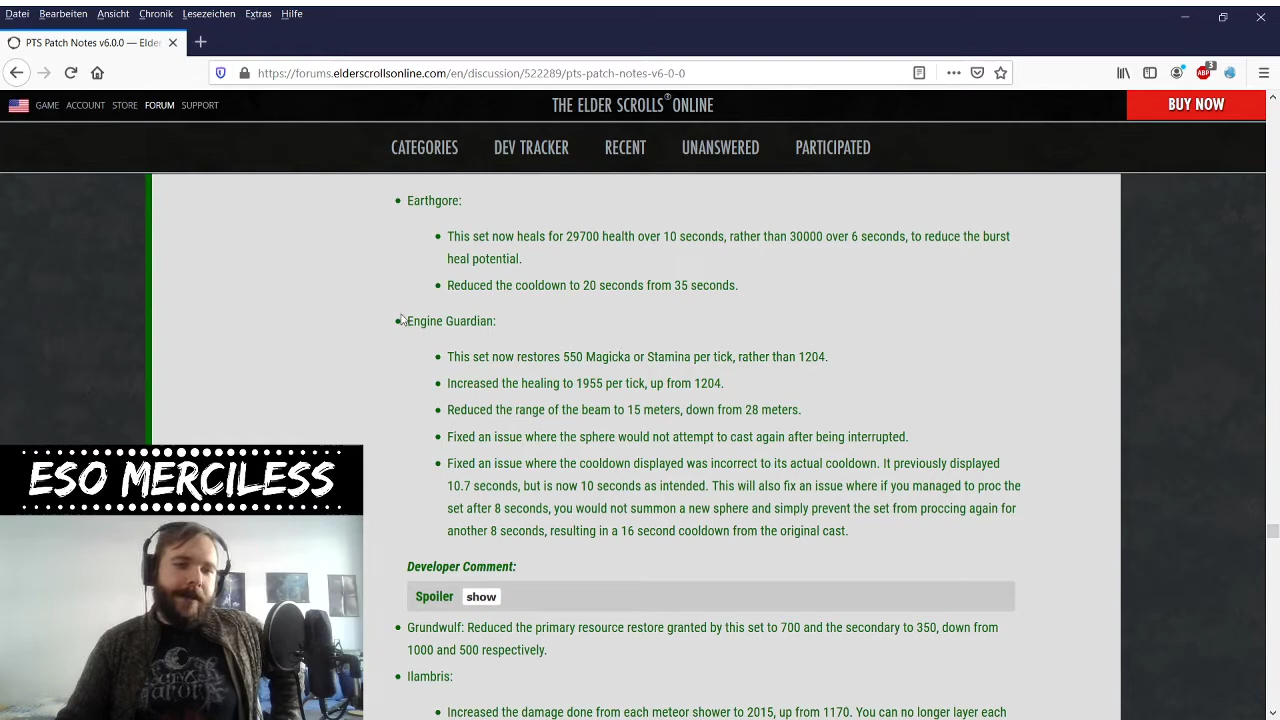 Datei Bearbeiten Ansicht Chronik Lesezeichen Extras Hilfe
PTS Patch Notes v6.0.0 — Elder
https://forums.elderscrollsonline.com/en/discussion/522289/pts-patch-notes-v6-0-0
ABP 3
GAME ACCOUNT STORE FORUM SUPPORT
THE ELDER SCROLLS® ONLINE
BUY NOW
CATEGORIES DEV TRACKER RECENT UNANSWERED PARTICIPATED
Earthgore:
This set now heals for 29700 health over 10 seconds, rather than 30000 over 6 seconds, to reduce the burst
heal potential.
Reduced the cooldown to 20 seconds from 35 seconds.
Engine Guardian:
This set now restores 550 Magicka or Stamina per tick, rather than 1204.
Increased the healing to 1955 per tick, up from 1204.
Reduced the range of the beam to 15 meters, down from 28 meters.
Fixed an issue where the sphere would not attempt to cast again after being interrupted.
Fixed an issue where the cooldown displayed was incorrect to its actual cooldown. It previously displayed
10.7 seconds, but is now 10 seconds as intended. This will also fix an issue where if you managed to proc the
set after 8 seconds, you would not summon a new sphere and simply prevent the set from proccing again for
another 8 seconds, resulting in a 16 second cooldown from the original cast.
Developer Comment:
Spoiler show
Grundwulf: Reduced the primary resource restore granted by this set to 700 and the secondary to 350, down from
1000 and 500 respectively.
Ilambris:
Increased the damage done from each meteor shower to 2015, up from 1170. You can no longer layer each
ESO MERCILESS